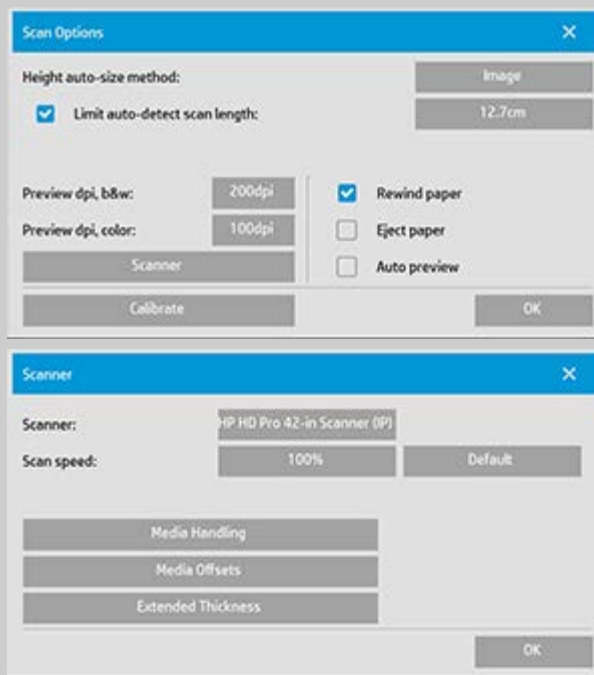 Scan Options
Height auto-size method: Image
Limit auto-detect scan length: 12.7cm
Preview dpi, b&w: 200dpi Rewind paper
Preview dpi, color: 100dpi Eject paper
Scanner Auto preview
Calibrate OK
Scanner
Scanner: HP HD Pro 42-in Scanner (IP)
Scan speed: 100% Default
Media Handling
Media Offsets
Extended Thickness
OK